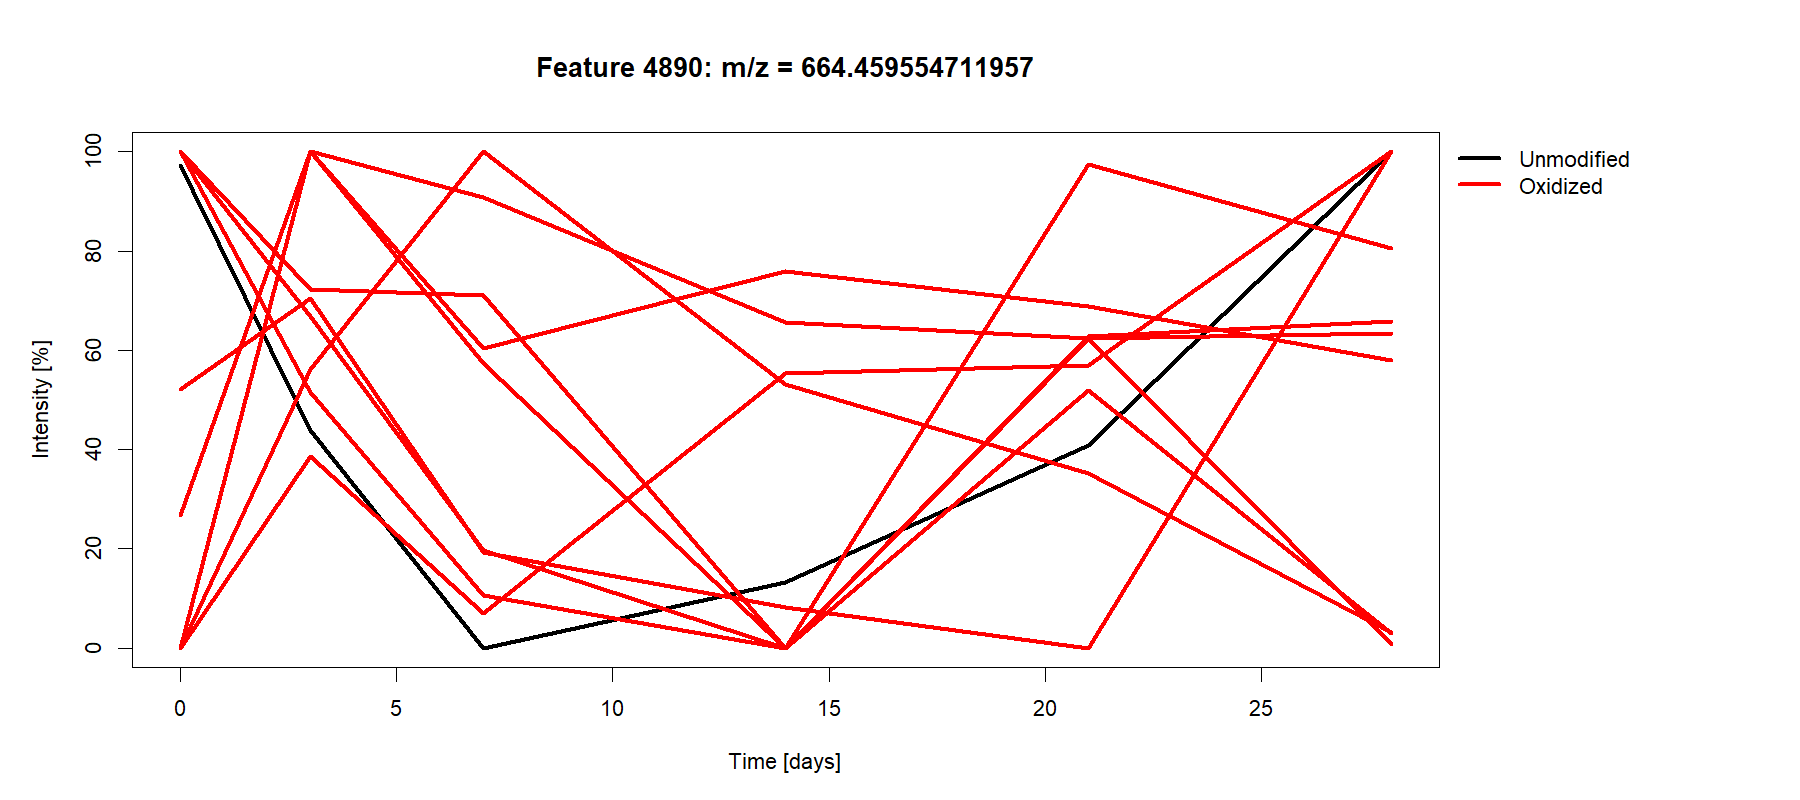 Feature 4890: m/z = 664.459554711957
Unmodified
Oxidized
Intensity [%]
100
80
60
40
20
0
0 5 10 15 20 25
Time [days]